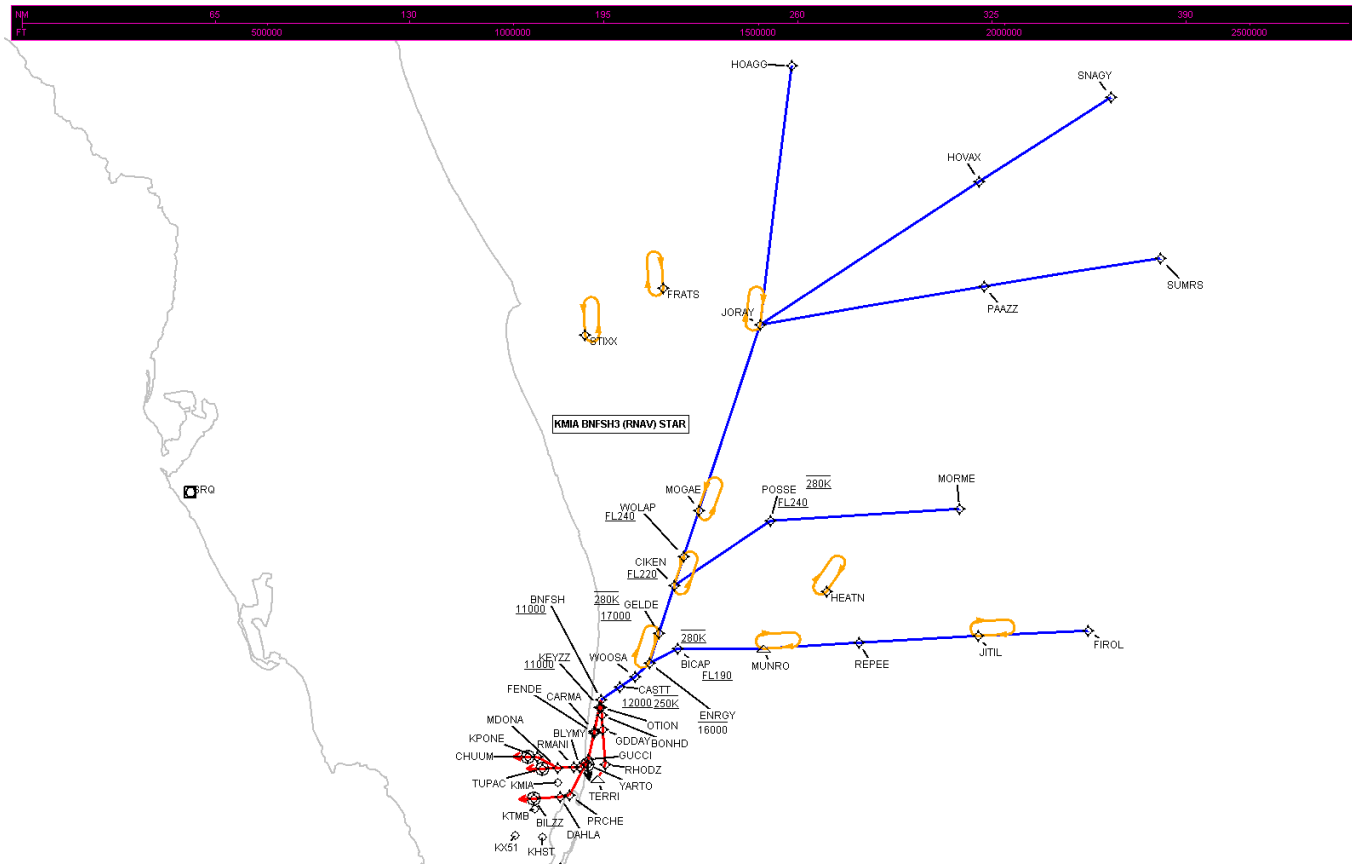 NM 65 130 195 260 325 390
FT 500000 1000000 1500000 2000000 2500000
HOAGG
SNAGY
HOVAX
SUMRS
PAAZZ
FRATS
JORAY
STIXX
KMIA BNFSH3 (RNAV) STAR
SRQ
MOGAE
POSSE
280K
FL240
MORME
WOLAP
FL240
CIKEN
FL220
HEATN
BNFSH
11000
280K
17000
GELDE
280K
BICAP
FL190
MUNRO
REPEE
JITIL
FIROL
KEYZZ
11000
WOOSA
CASTT
12000 250K
ENRGY
16000
FENDE
CARMA
OTION
BONHD
GDDAY
MDONA
KPONE
BLYMY
RMANI
CHUUM
GUCCI
RHODZ
YARTO
TUPAC
KMIA
TERRI
KTMB
BILZZ
PRCHE
DAHLA
KX51
KHST